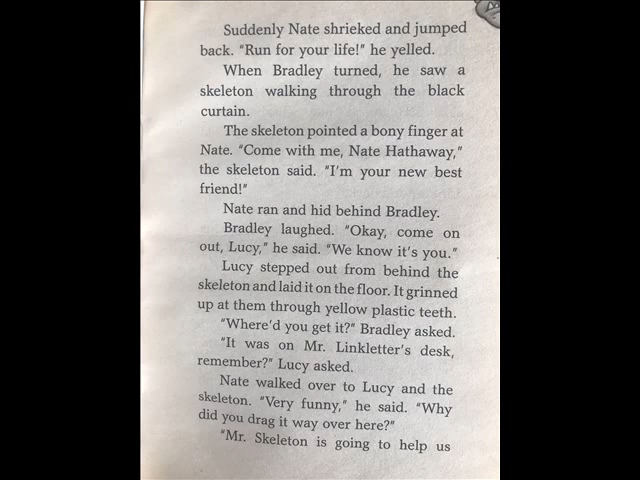 Suddenly Nate shrieked and jumped
back. "Run for your life!" he yelled.
When Bradley turned, he saw a
skeleton walking through the black
curtain.
The skeleton pointed a bony finger at
Nate. "Come with me, Nate Hathaway,"
the skeleton said. "I'm your new best
friend!"
Nate ran and hid behind Bradley.
Bradley laughed. "Okay, come on
out, Lucy," he said. "We know it's you."
Lucy stepped out from behind the
skeleton and laid it on the floor. It grinned
up at them through yellow plastic teeth.
"Where'd you get it?" Bradley asked.
"It was on Mr. Linkletter's desk,
remember?" Lucy asked.
Nate walked over to Lucy and the
skeleton. "Very funny," he said. "Why
did you drag it way over here?"
"Mr. Skeleton is going to help us